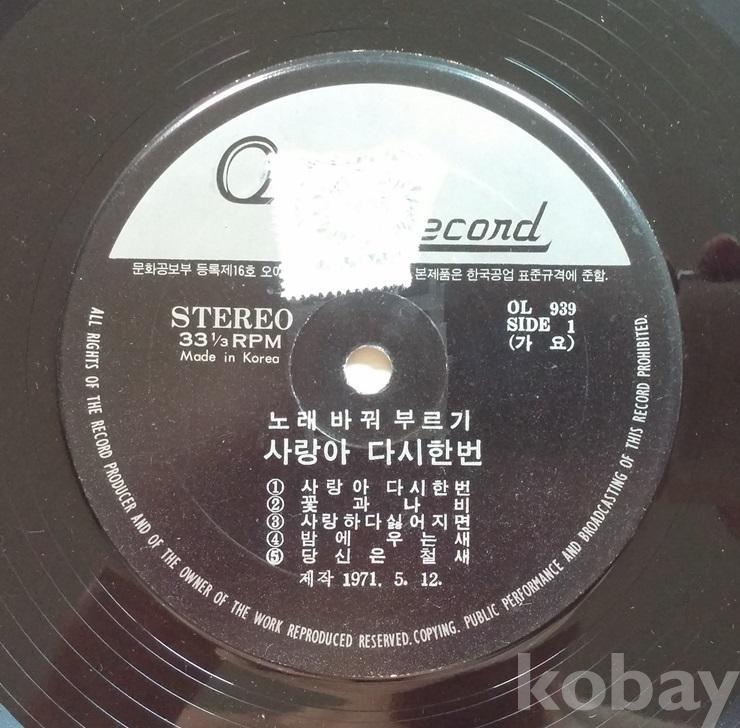 ecord
문화공보부 등록제16호 오아
본제품은 한국공업 표준규격에 준함.
STEREO
33 1/3 RPM
Made in Korea
OL 939
SIDE 1
(가 요)
노래 바꿔 부르기
사랑아 다시한번
① 사랑아 다시한번
② 꽃과 나비
③ 사랑하다싫어지면
④ 밤에 우는새
⑤ 당신은 철새
제작 1971. 5. 12.
ALL RIGHTS OF THE RECORD PRODUCER AND OF THE OWNER OF THE WORK REPRODUCED RESERVED. COPYING. PUBLIC PERFORMANCE AND BROADCASTING OF THIS RECORD PROHIBITED.
kobay